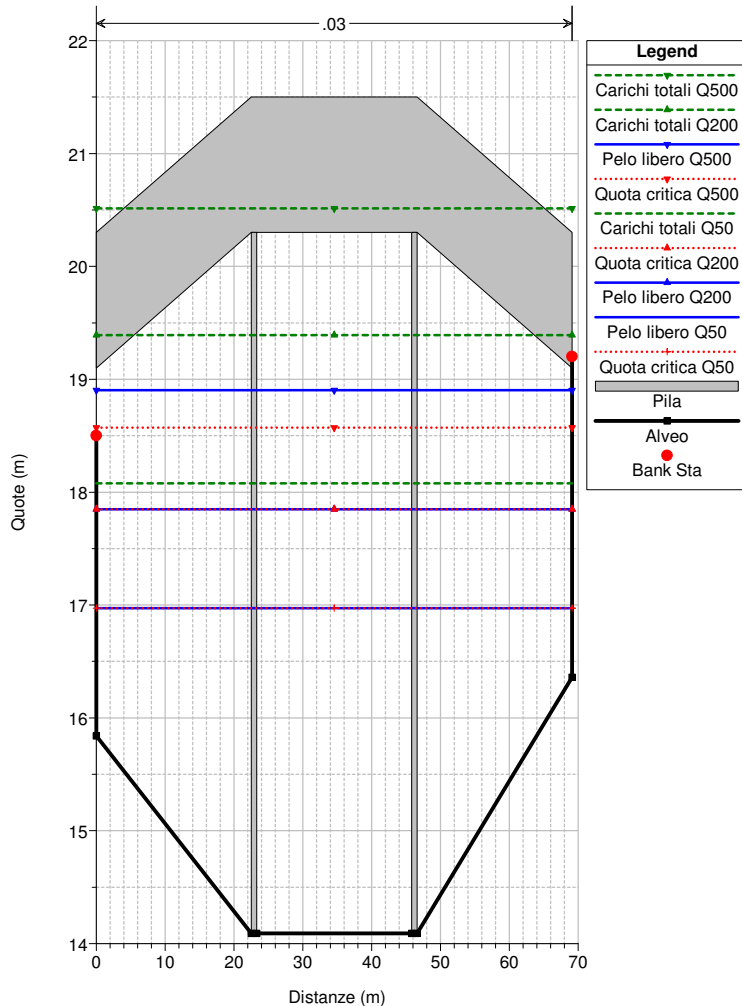 .03
22
21
20
19
18
17
16
15
14
Quote (m)
0
10
20
30
40
50
60
70
Distanze (m)
Legend
Carichi totali Q500
Carichi totali Q200
Pelo libero Q500
Quota critica Q500
Carichi totali Q50
Quota critica Q200
Pelo libero Q200
Pelo libero Q50
Quota critica Q50
Pila
Alveo
Bank Sta